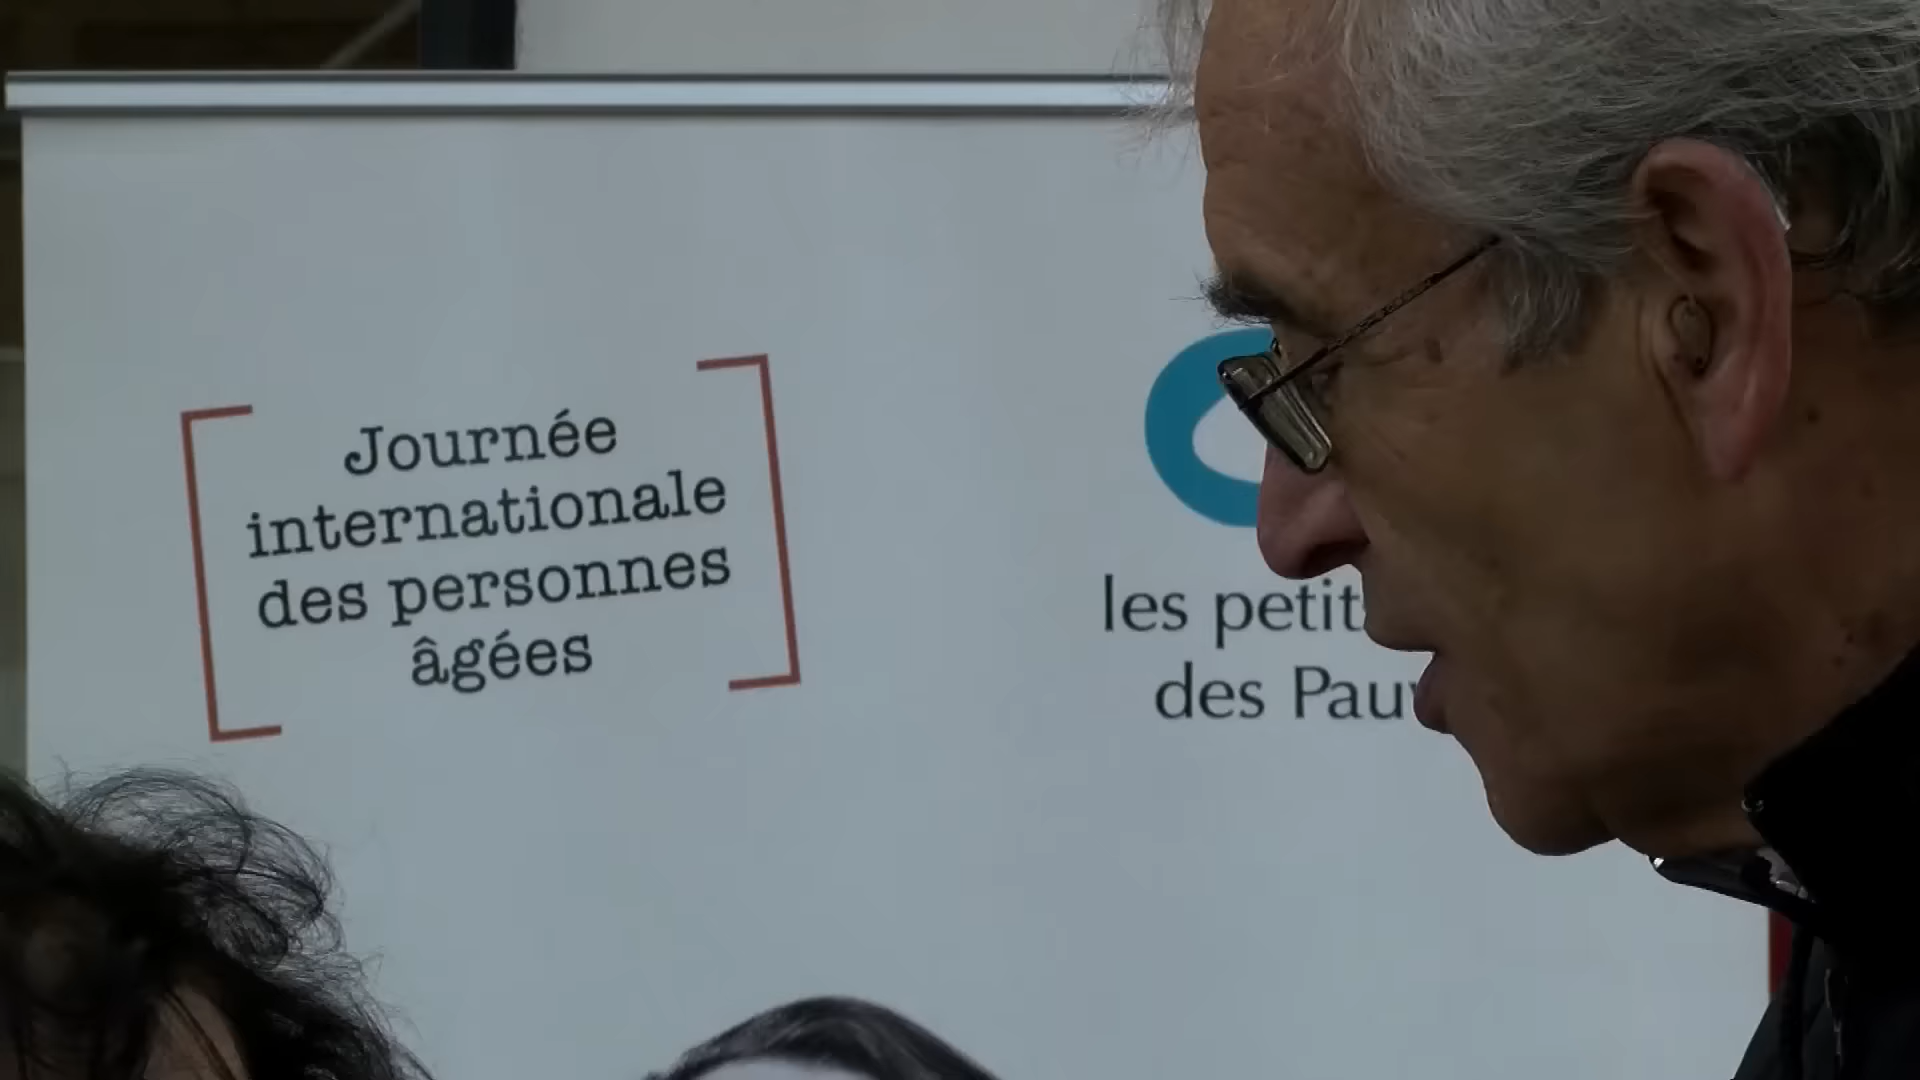 Journée
internationale
des personnes
âgées
les petit
des Pau